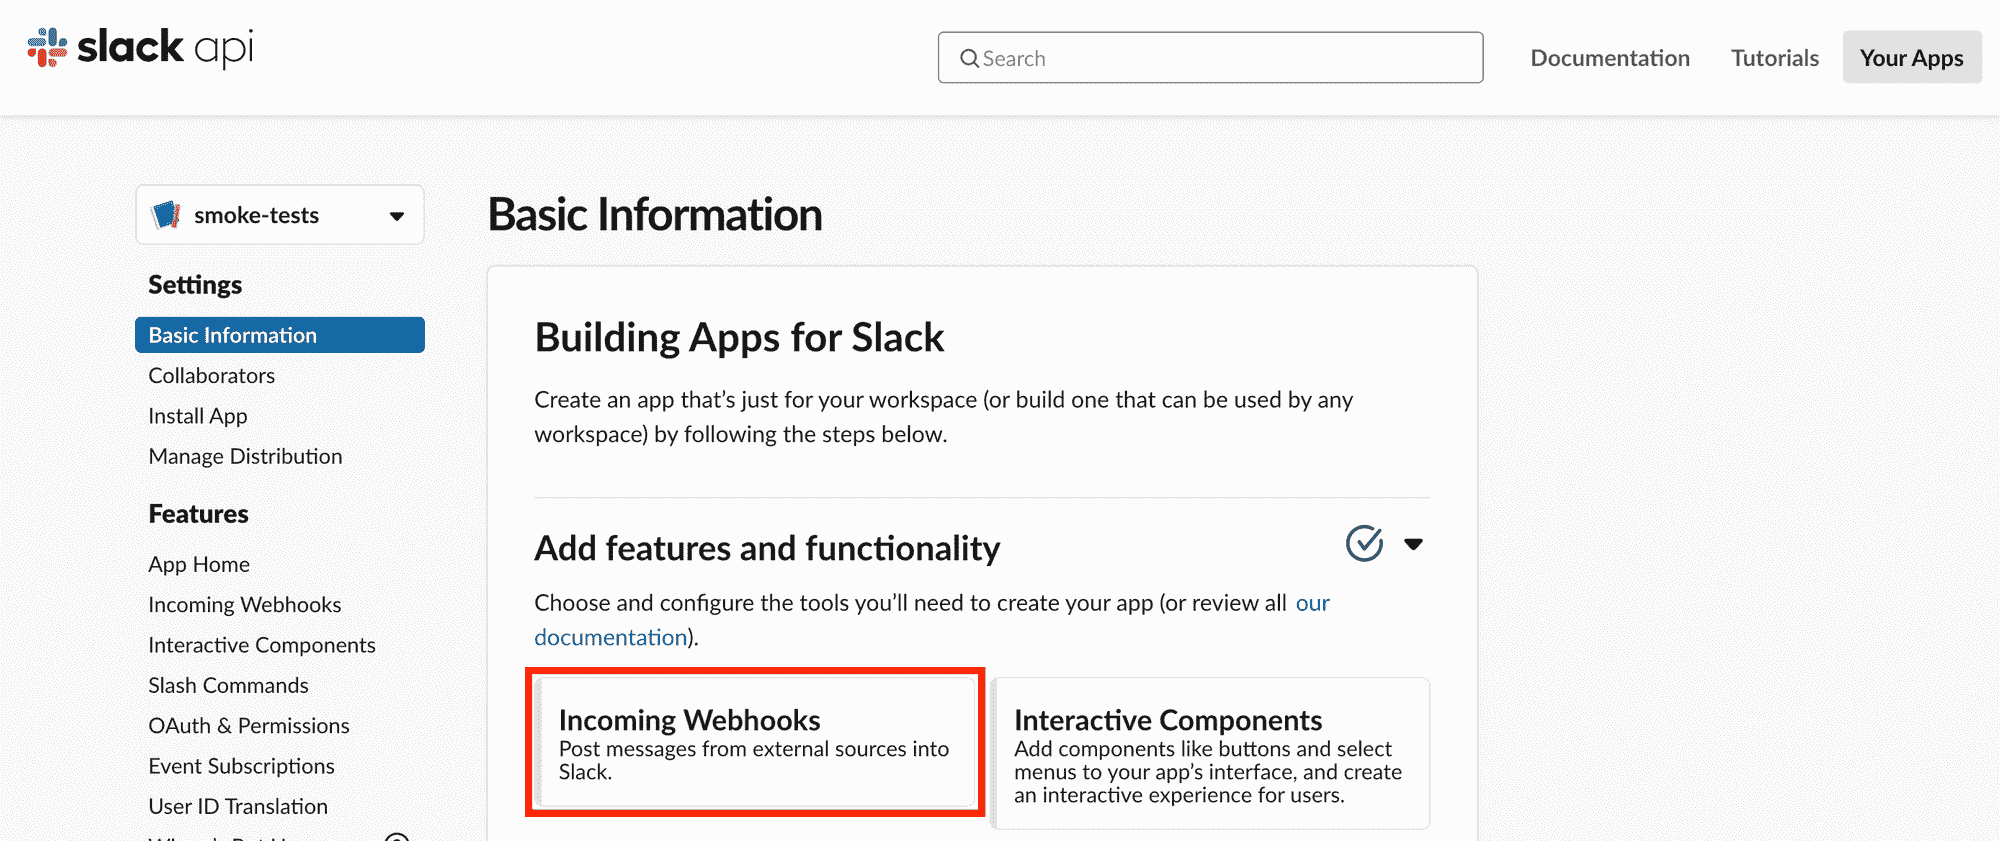 slack api
Search
Documentation
Tutorials
Your Apps
smoke-tests
Settings
Basic Information
Collaborators
Install App
Manage Distribution
Features
App Home
Incoming Webhooks
Interactive Components
Slash Commands
OAuth & Permissions
Event Subscriptions
User ID Translation
Basic Information
Building Apps for Slack
Create an app that’s just for your workspace (or build one that can be used by any
workspace) by following the steps below.
Add features and functionality
Choose and configure the tools you’ll need to create your app (or review all our
documentation).
Incoming Webhooks
Post messages from external sources into
Slack.
Interactive Components
Add components like buttons and select
menus to your app’s interface, and create
an interactive experience for users.